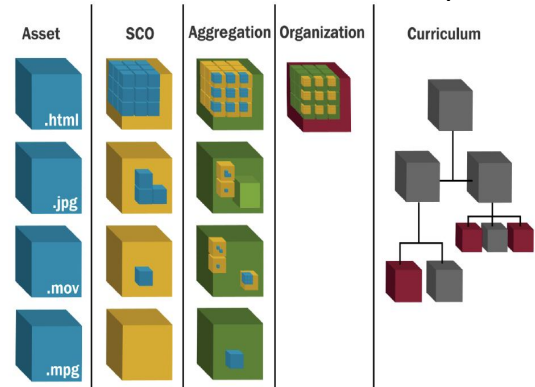 Asset
SCO
Aggregation
Organization
Curriculum
.html
.jpg
.mov
.mpg